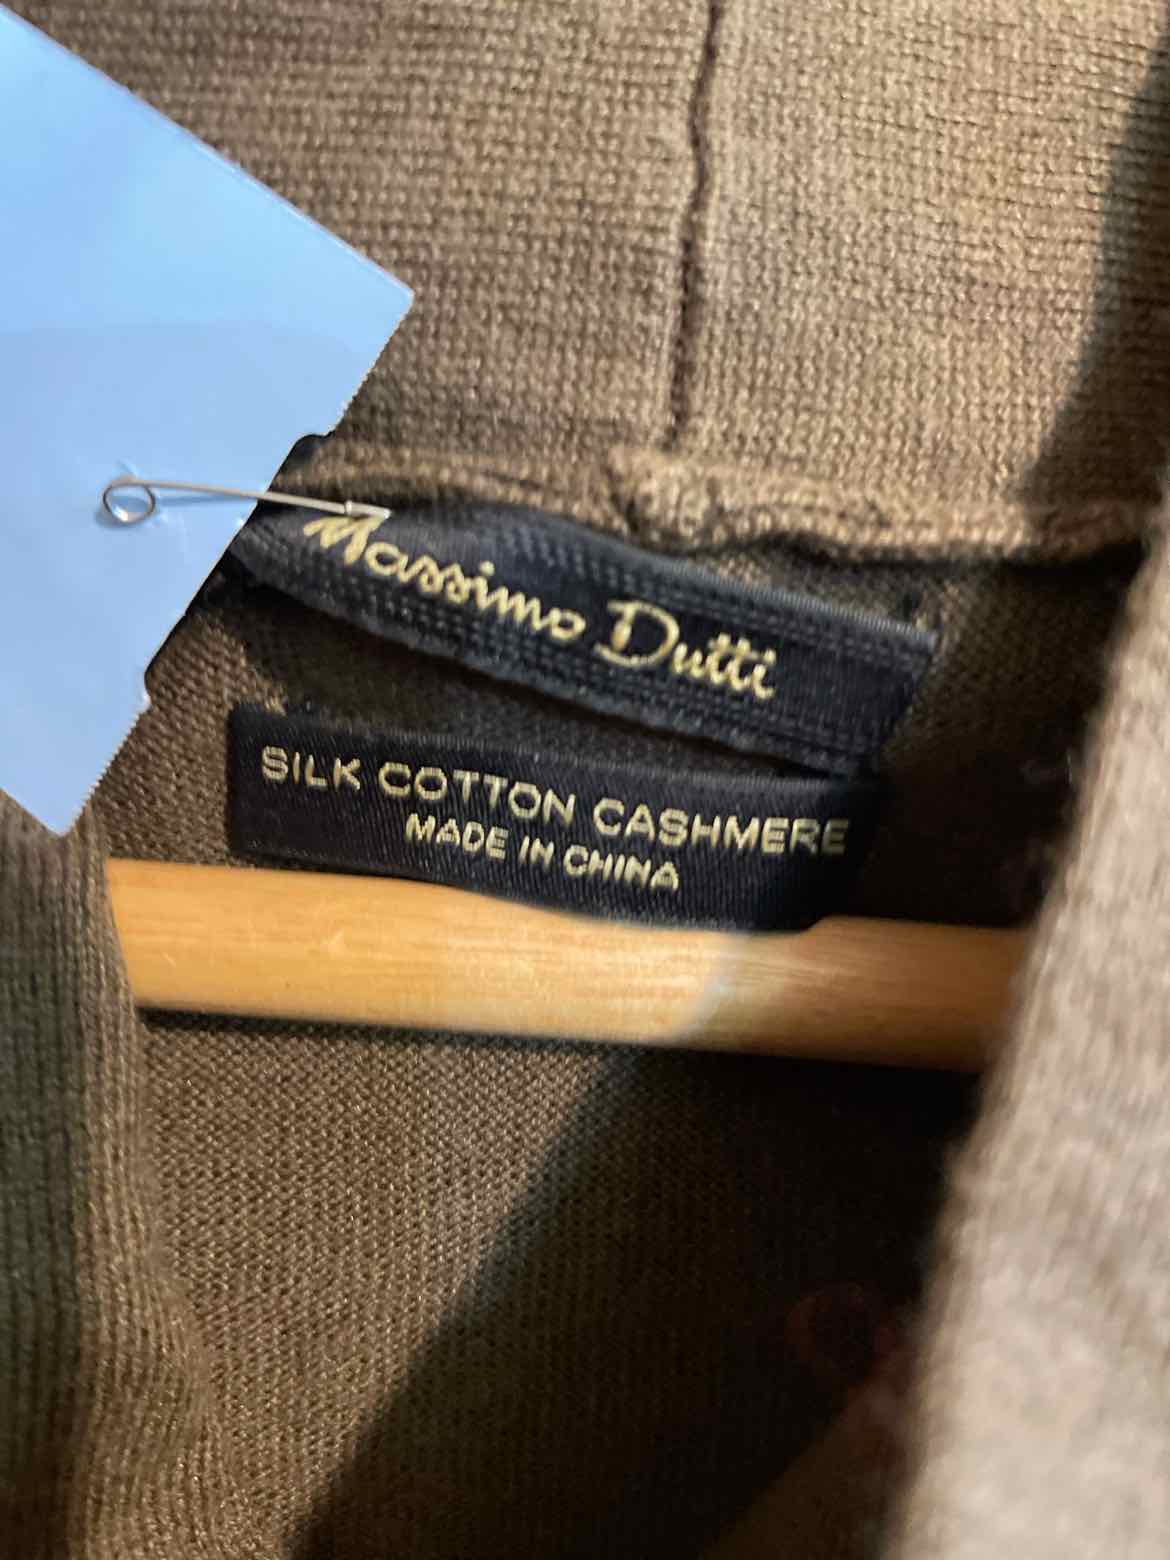 Massimo Dutti
SILK COTTON CASHMERE
MADE IN CHINA